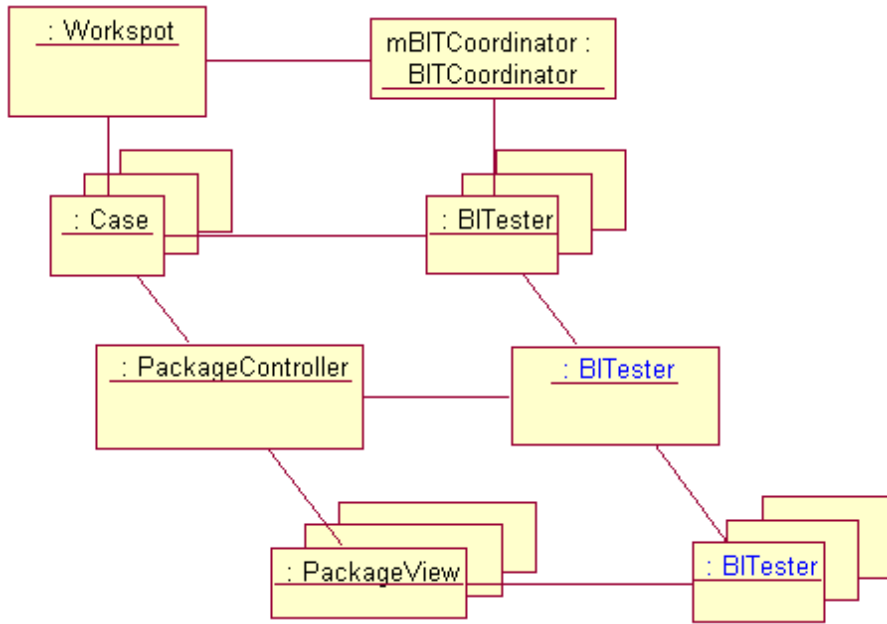 : Workspot
mBITCoordinator :
BITCoordinator
: Case
: BITester
: PackageController
: BITester
: PackageView
: BITester